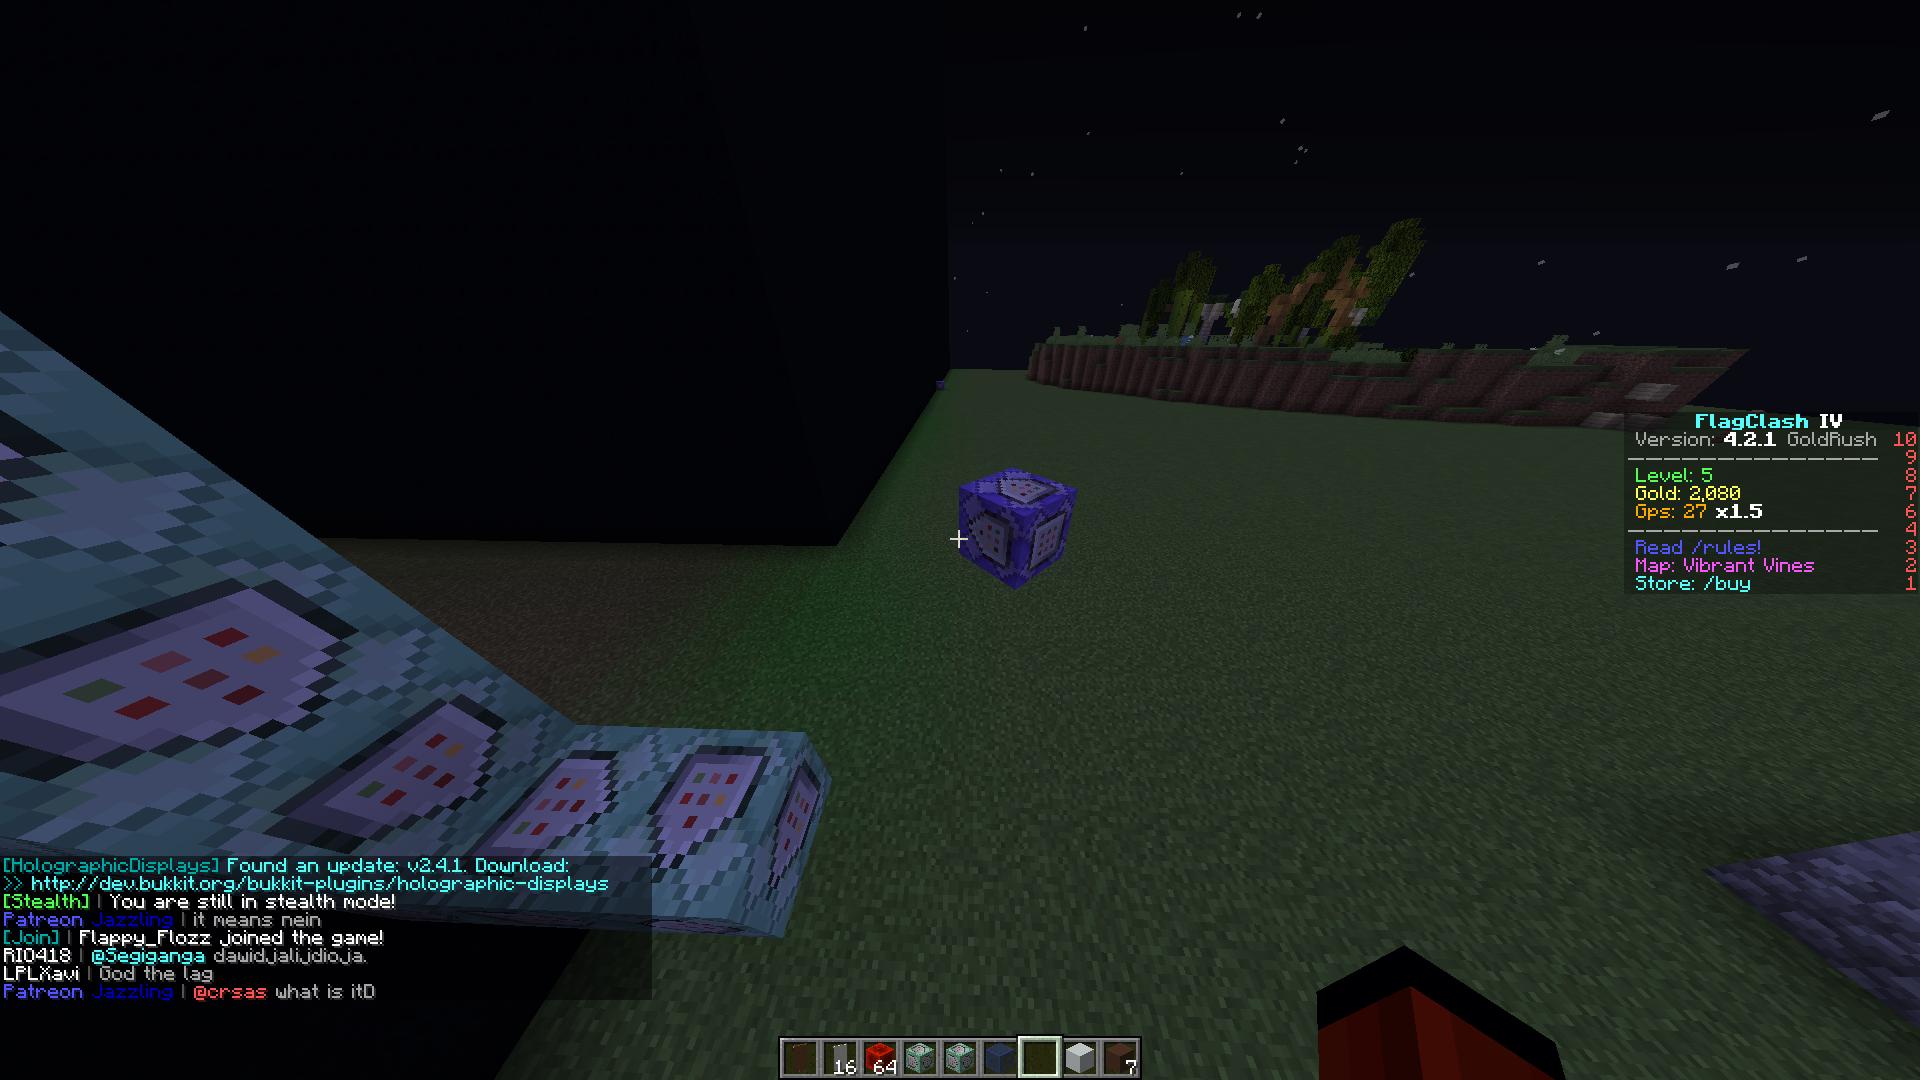 FlagClash IV
Version: 4.2.1 GoldRush 10
9
Level: 5 8
Gold: 2,080 7
Gps: 27 x1.5 6
4
Read /rules! 3
Map: Vibrant Vines 2
Store: /buy 1
[HolographicDisplays] Found an update: v2.4.1. Download:
>> http://dev.bukkit.org/bukkit-plugins/holographic-displays
[Stealth] | You are still in stealth mode!
Patreon Jazzling | it means nein
[Join] | Flappy_Flozz joined the game!
RIO418 | @Segiganga dawidjalijdioja.
LPLXavi | God the lag
Patreon Jazzling | @crsas what is itD
16 64 7